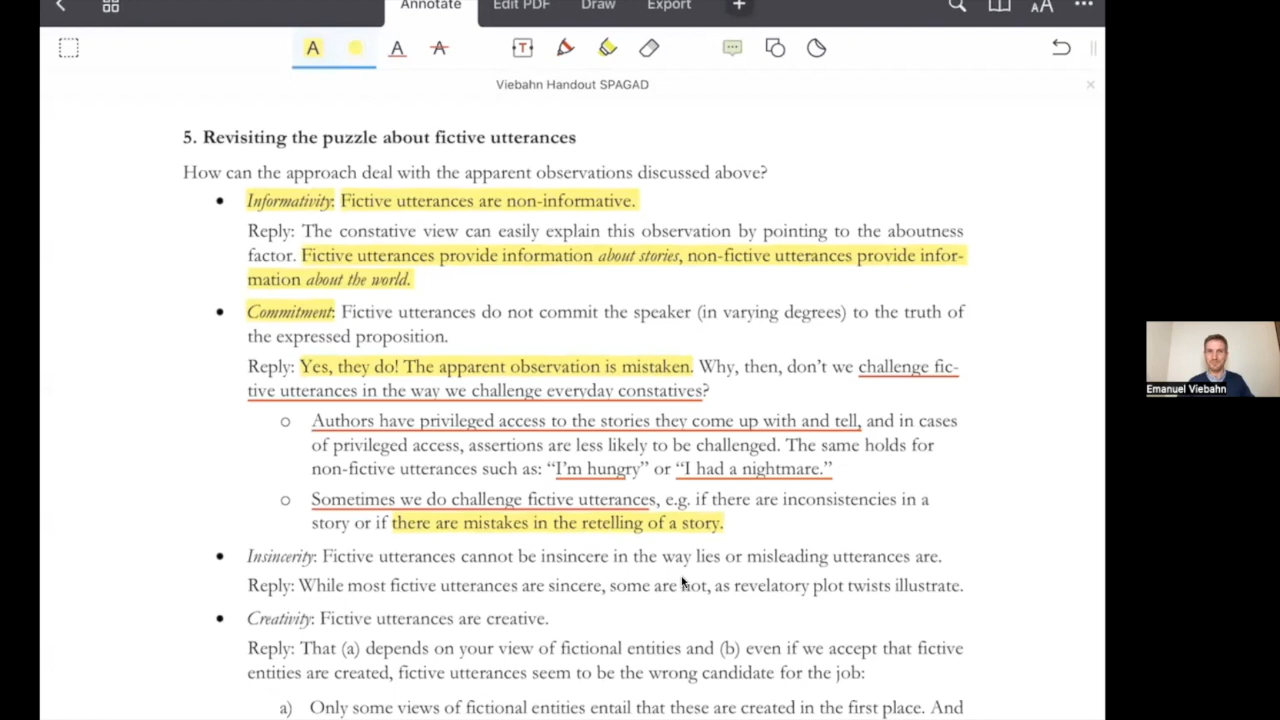 Annotate Edit PDF Draw Export + AA
A A A T
Viebahn Handout SPAGAD ×
5. Revisiting the puzzle about fictive utterances
How can the approach deal with the apparent observations discussed above?
• Informativity: Fictive utterances are non-informative.
Reply: The constative view can easily explain this observation by pointing to the aboutness
factor. Fictive utterances provide information about stories, non-fictive utterances provide infor-
mation about the world.
• Commitment: Fictive utterances do not commit the speaker (in varying degrees) to the truth of
the expressed proposition.
Reply: Yes, they do! The apparent observation is mistaken. Why, then, don’t we challenge fic-
tive utterances in the way we challenge everyday constatives?
o Authors have privileged access to the stories they come up with and tell, and in cases
of privileged access, assertions are less likely to be challenged. The same holds for
non-fictive utterances such as: “I’m hungry” or “I had a nightmare.”
o Sometimes we do challenge fictive utterances, e.g. if there are inconsistencies in a
story or if there are mistakes in the retelling of a story.
• Insincerity: Fictive utterances cannot be insincere in the way lies or misleading utterances are.
Reply: While most fictive utterances are sincere, some are not, as revelatory plot twists illustrate.
• Creativity: Fictive utterances are creative.
Reply: That (a) depends on your view of fictional entities and (b) even if we accept that fictive
entities are created, fictive utterances seem to be the wrong candidate for the job:
a) Only some views of fictional entities entail that these are created in the first place. And
Emanuel Viebahn